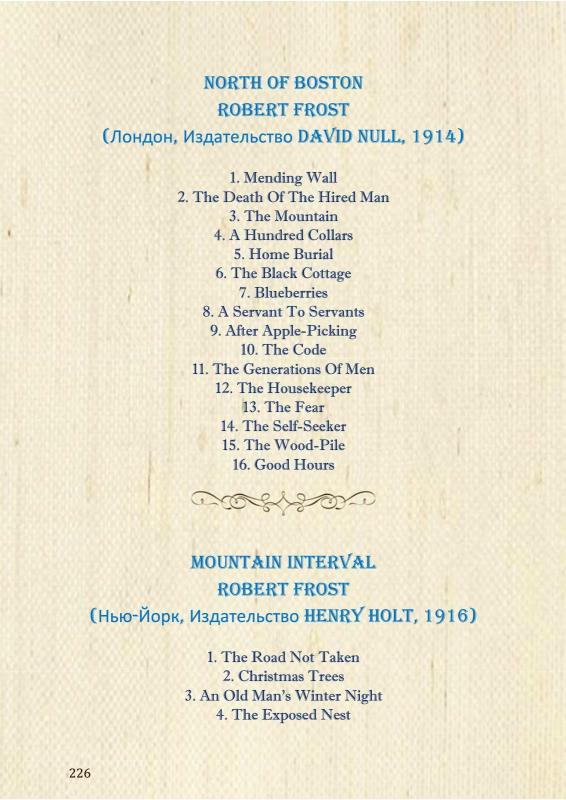 NORTH OF BOSTON
ROBERT FROST
(Лондон, Издательство DAVID NULL, 1914)
1. Mending Wall
2. The Death Of The Hired Man
3. The Mountain
4. A Hundred Collars
5. Home Burial
6. The Black Cottage
7. Blueberries
8. A Servant To Servants
9. After Apple-Picking
10. The Code
11. The Generations Of Men
12. The Housekeeper
13. The Fear
14. The Self-Seeker
15. The Wood-Pile
16. Good Hours
MOUNTAIN INTERVAL
ROBERT FROST
(Нью-Йорк, Издательство HENRY HOLT, 1916)
1. The Road Not Taken
2. Christmas Trees
3. An Old Man’s Winter Night
4. The Exposed Nest
226